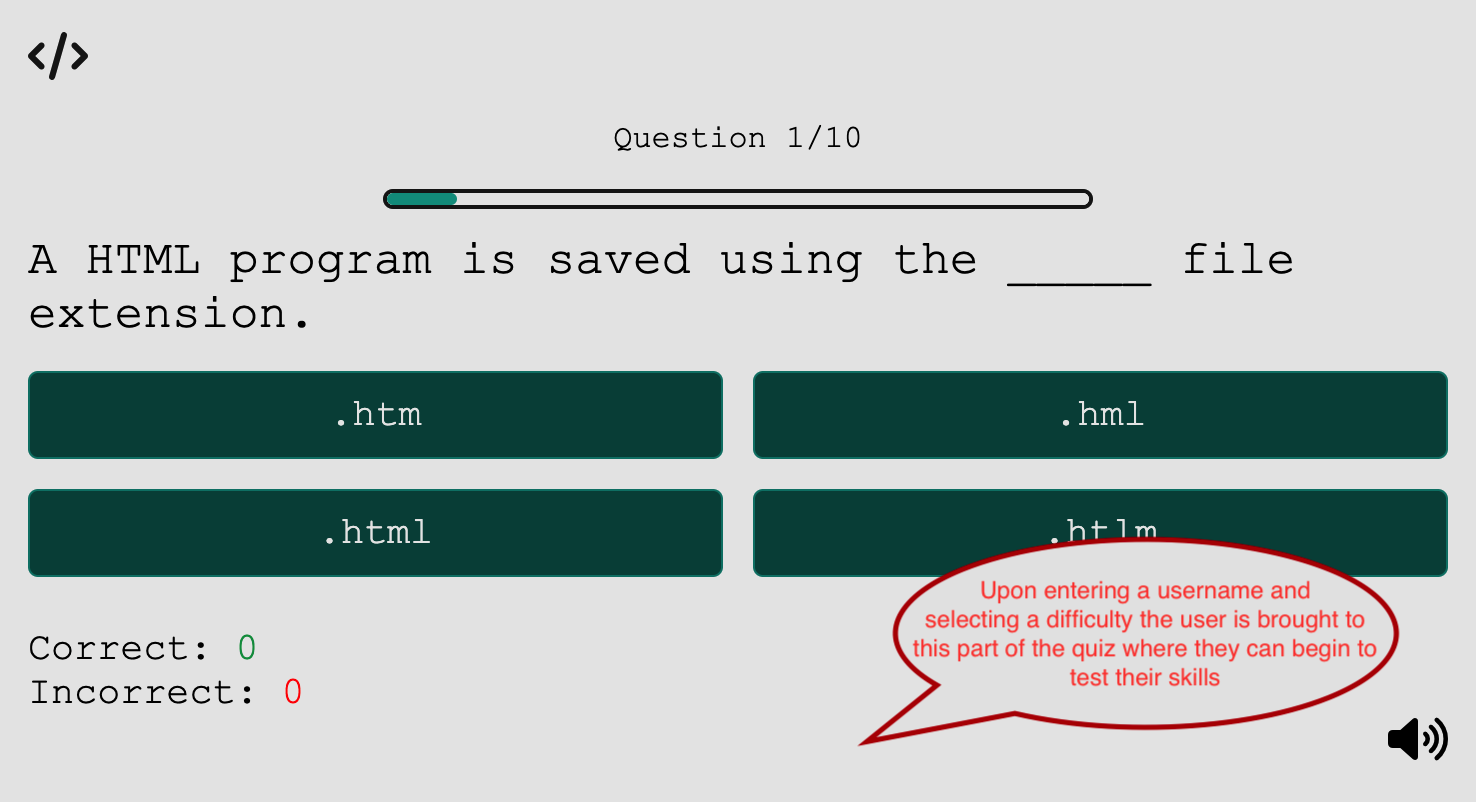 </>
Question 1/10
A HTML program is saved using the _____ file
extension.
.htm
.hml
.html
.htlm
Upon entering a username and
selecting a difficulty the user is brought to
this part of the quiz where they can begin to
test their skills
Correct: 0
Incorrect: 0